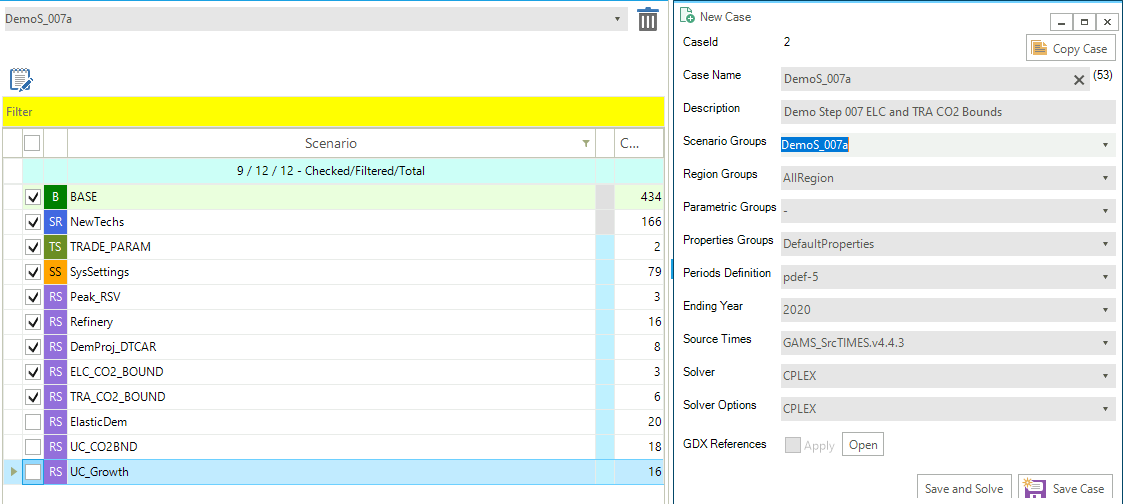 DemoS_007a
Filter
Scenario C...
9 / 12 / 12 - Checked/Filtered/Total
B BASE 434
SR NewTechs 166
TS TRADE_PARAM 2
SS SysSettings 79
RS Peak_RSV 3
RS Refinery 16
RS DemProj_DTCAR 8
RS ELC_CO2_BOUND 3
RS TRA_CO2_BOUND 6
RS ElasticDem 20
RS UC_CO2BND 18
RS UC_Growth 16
New Case
CaseId 2
Copy Case
Case Name DemoS_007a (53)
Description Demo Step 007 ELC and TRA CO2 Bounds
Scenario Groups DemoS_007a
Region Groups AllRegion
Parametric Groups -
Properties Groups DefaultProperties
Periods Definition pdef-5
Ending Year 2020
Source Times GAMS_SrcTIMES.v4.4.3
Solver CPLEX
Solver Options CPLEX
GDX References Apply Open
Save and Solve Save Case